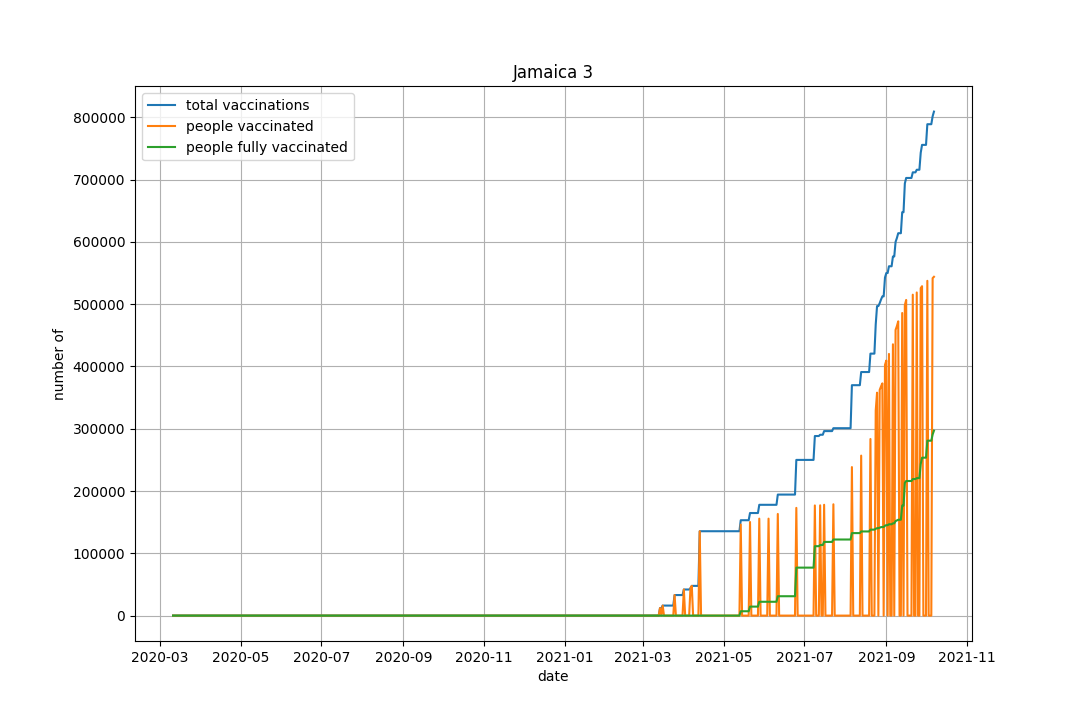 Jamaica 3
total vaccinations
people vaccinated
people fully vaccinated
number of
800000
700000
600000
500000
400000
300000
200000
100000
0
2020-03 2020-05 2020-07 2020-09 2020-11 2021-01 2021-03 2021-05 2021-07 2021-09 2021-11
date